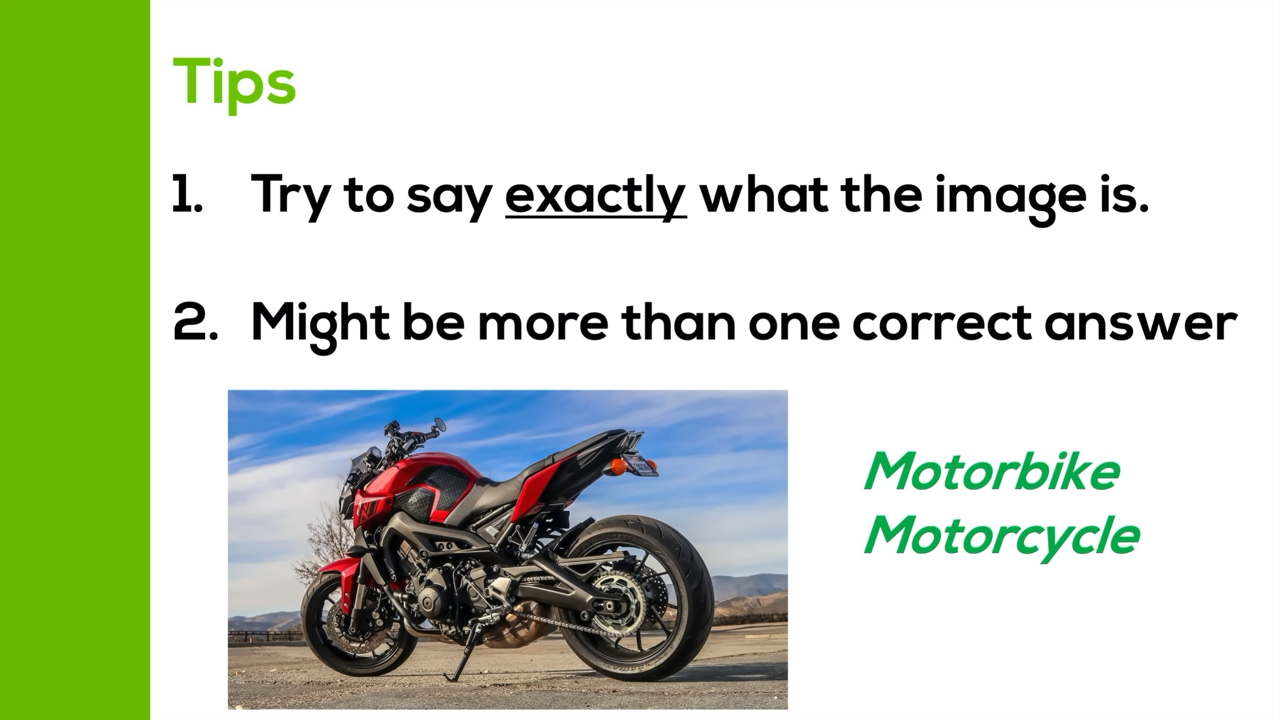 Tips
1. Try to say exactly what the image is.
2. Might be more than one correct answer
Motorbike
Motorcycle